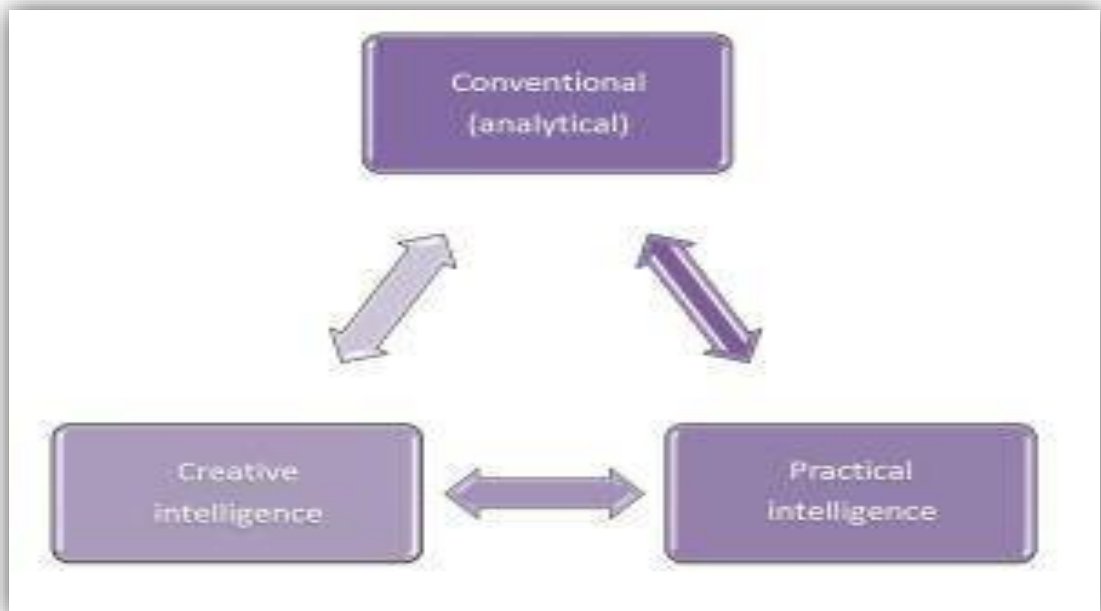 Conventional
(analytical)
Creative
intelligence
Practical
intelligence